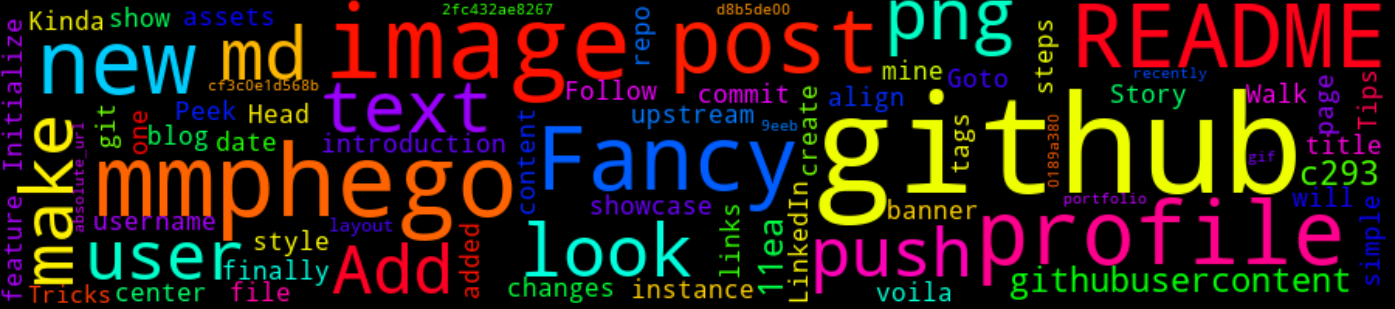 Kinda show assets
2fc432ae8267
repo
d8b5de00
png
steps
README
Initialize
new
md
image
post
cf3c0e1d568b
mine
Goto
recently
git
one
Peek
Head
text
Follow
commit
upstream
9eeb
create
align
Story
Walk
page
Tips
make
absolute_url
blog
date
introduction
content
Fancy
github
tags
0189a380
gif
title
c293
mmphego
username
layout
showcase
LinkedIn
banner
portfolio
will
feature
user
style
finally
Add
added
look
links
11ea
push
profile
simple
Tricks
center
file
changes
instance
voila
githubusercontent